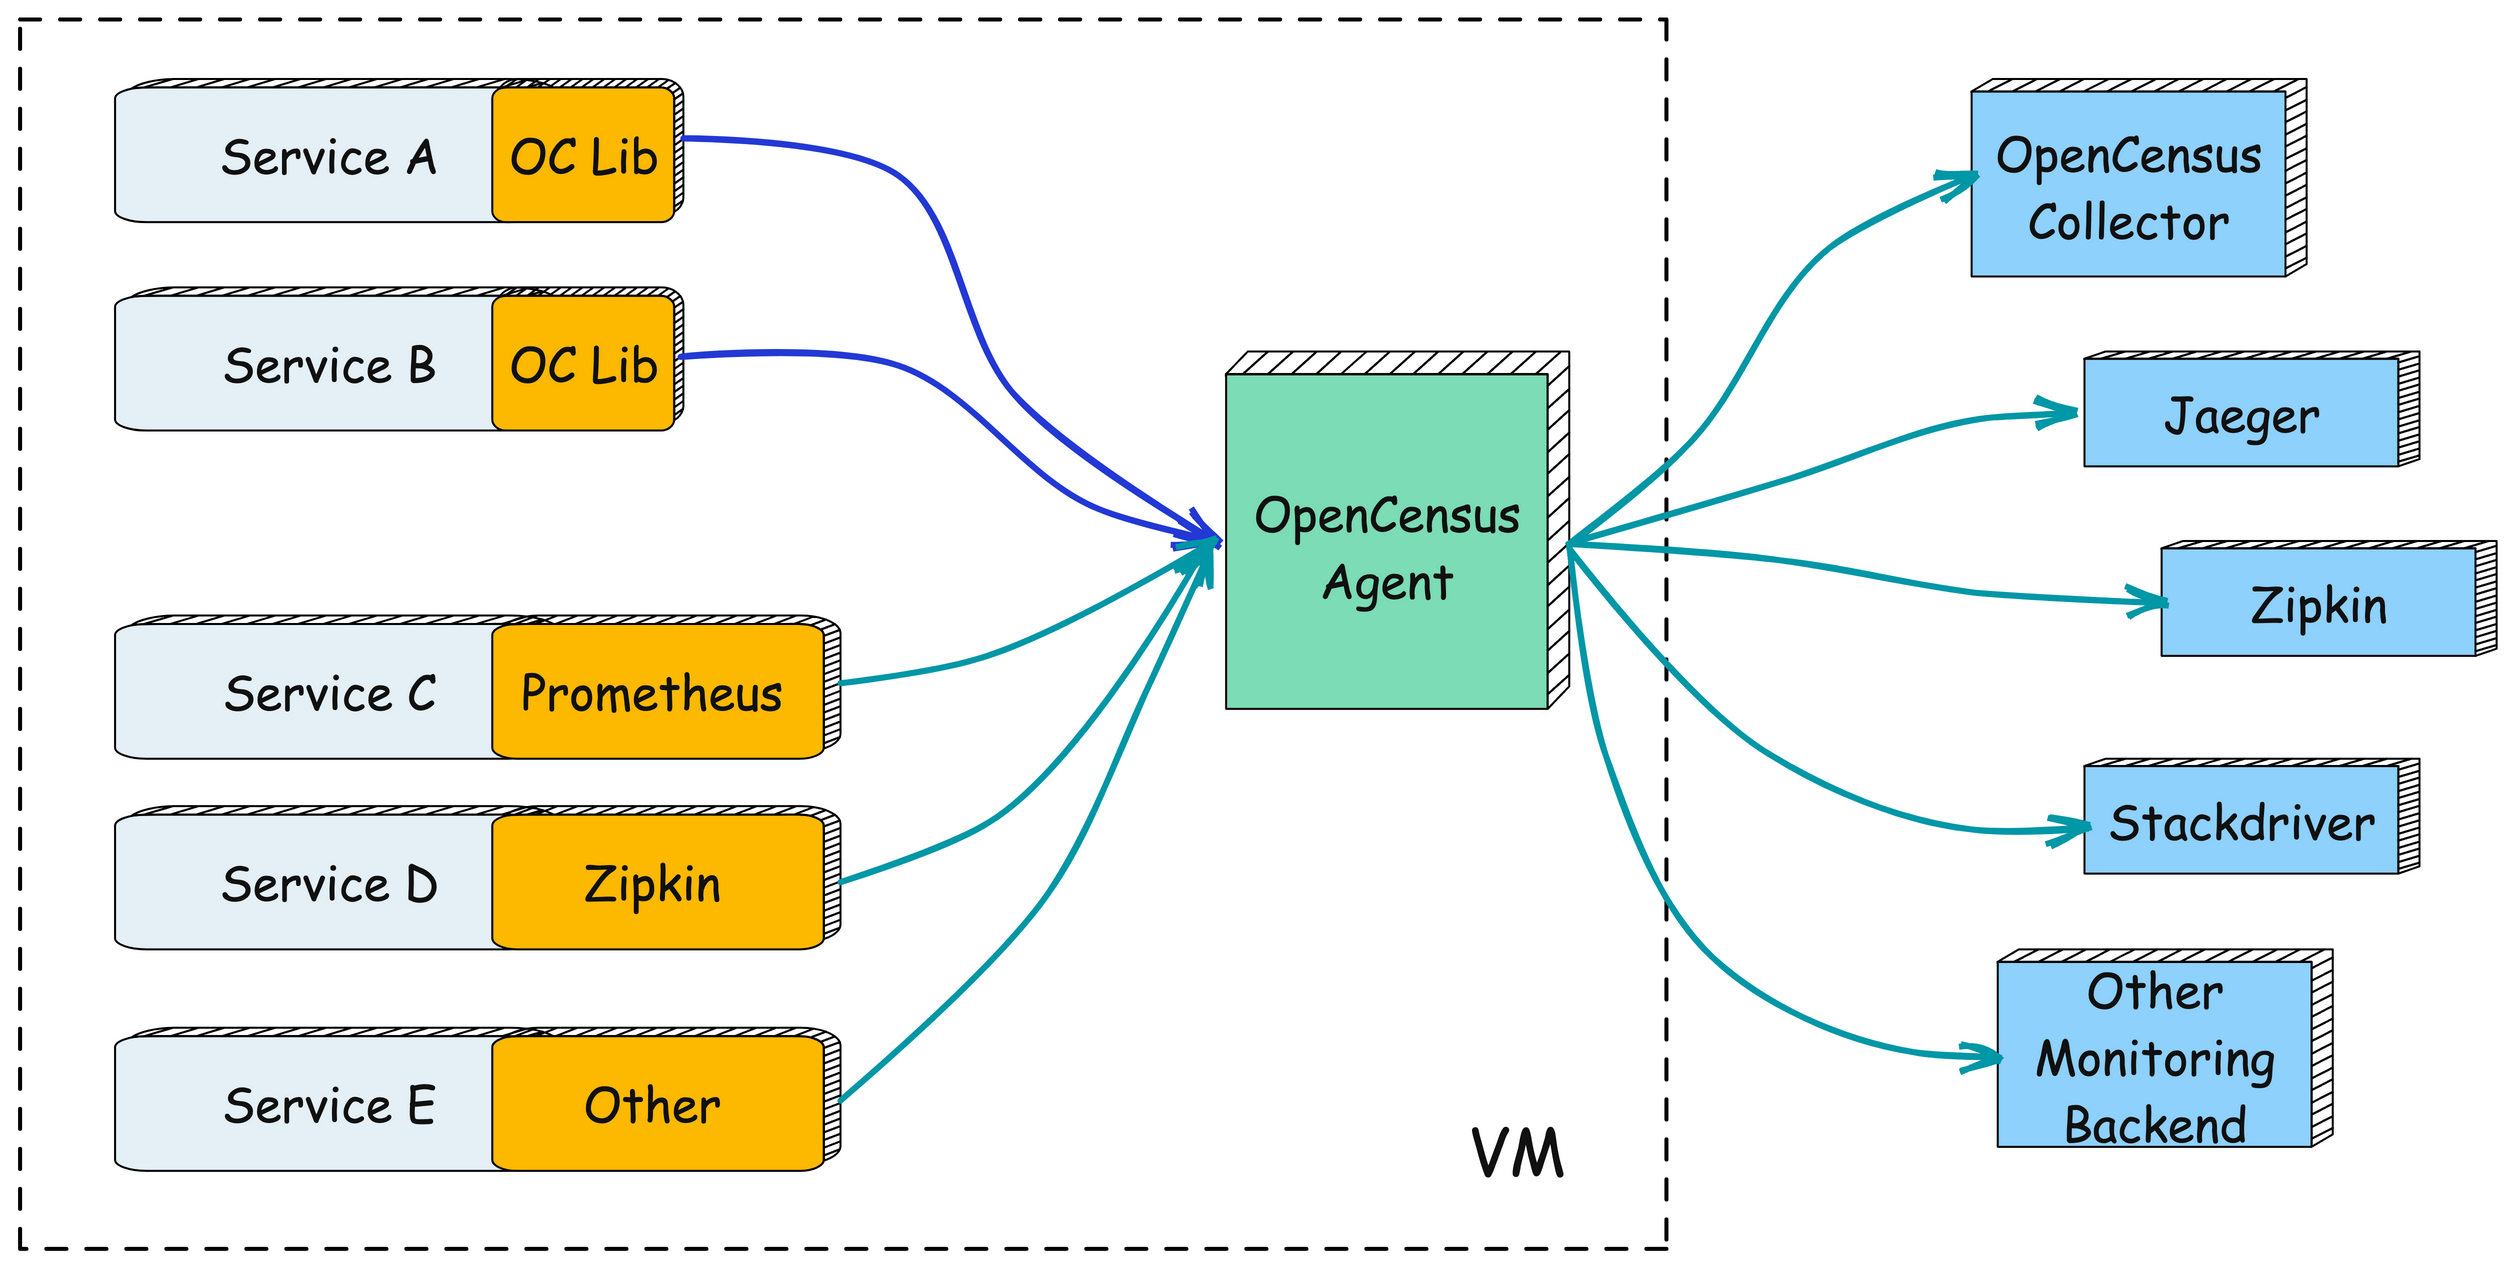 Service A
OC Lib
Service B
OC Lib
Service C
Prometheus
Service D
Zipkin
Service E
Other
OpenCensus
Agent
VM
OpenCensus
Collector
Jaeger
Zipkin
Stackdriver
Other
Monitoring
Backend